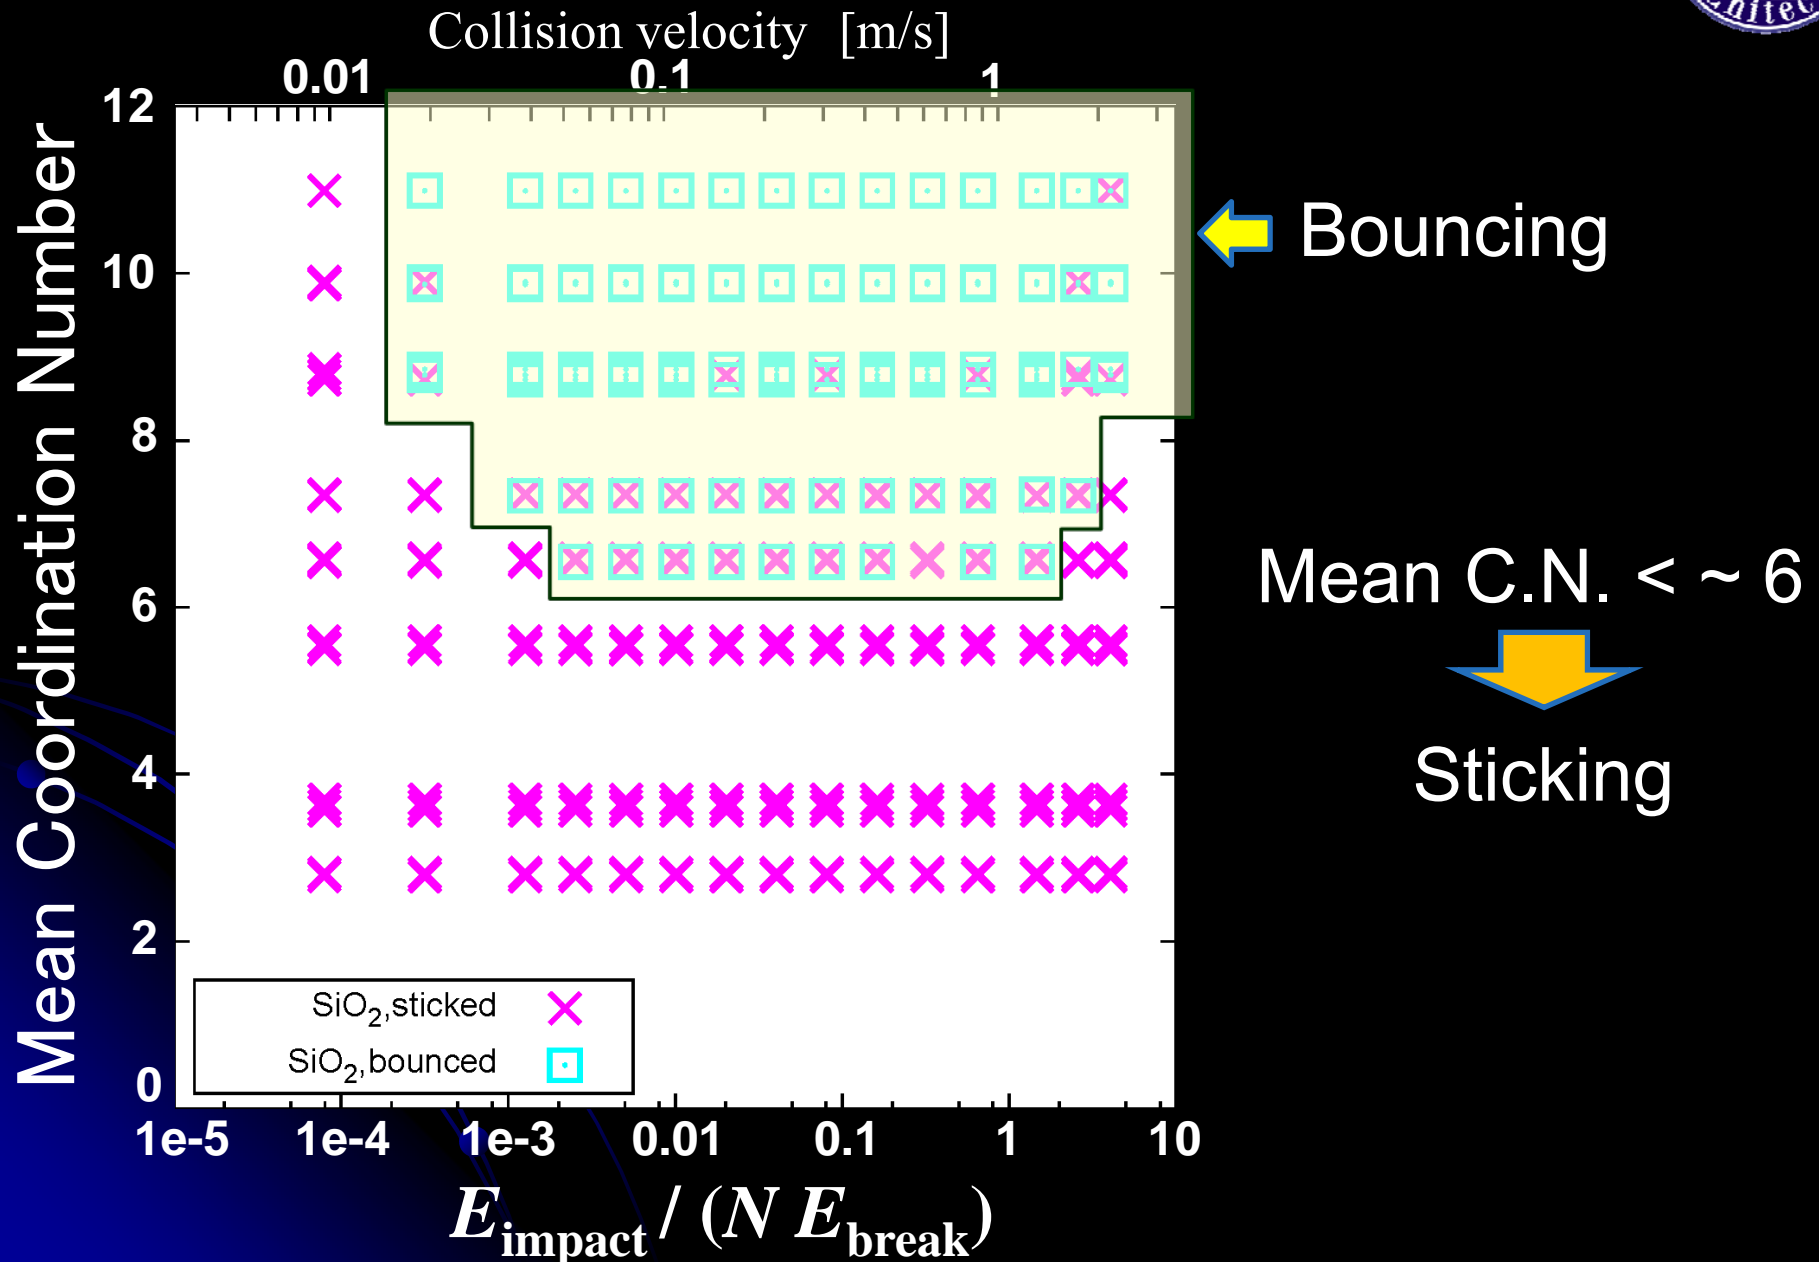 Collision velocity [m/s]
0.01 0.1 1
12
10
8
6
4
2
0
Mean Coordination Number
SiO2,sticked
SiO2,bounced
1e-5 1e-4 1e-3 0.01 0.1 1 10
Eimpact / (N Ebreak)
Bouncing
Mean C.N. < ~ 6
Sticking